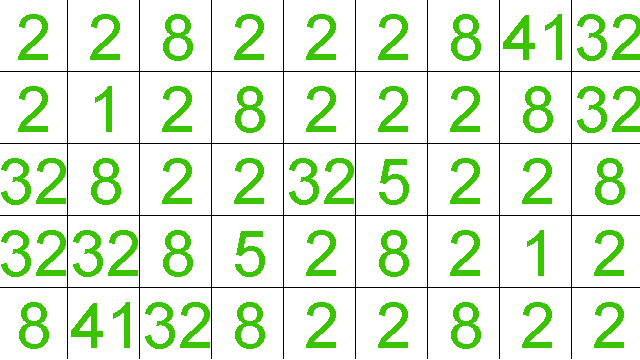 2 2 8 2 2 2 8 41 32
2 1 2 8 2 2 2 8 32
32 8 2 2 32 5 2 2 8
32 32 8 5 2 8 2 1 2
8 41 32 8 2 2 8 2 2